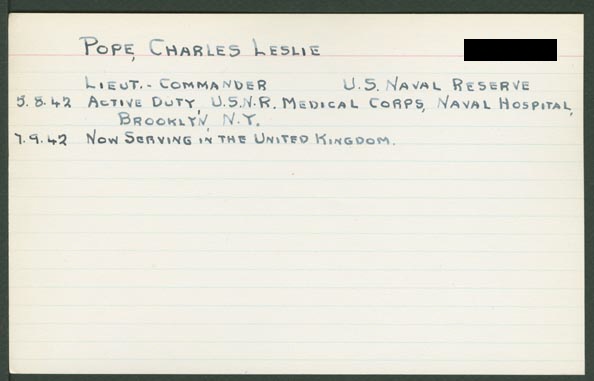 POPE, CHARLES LESLIE
LIEUT.-COMMANDER U.S. NAVAL RESERVE
5.8.42 ACTIVE DUTY, U.S.N.R. MEDICAL CORPS, NAVAL HOSPITAL,
BROOKLYN, N.Y.
7.9.42 NOW SERVING IN THE UNITED KINGDOM.